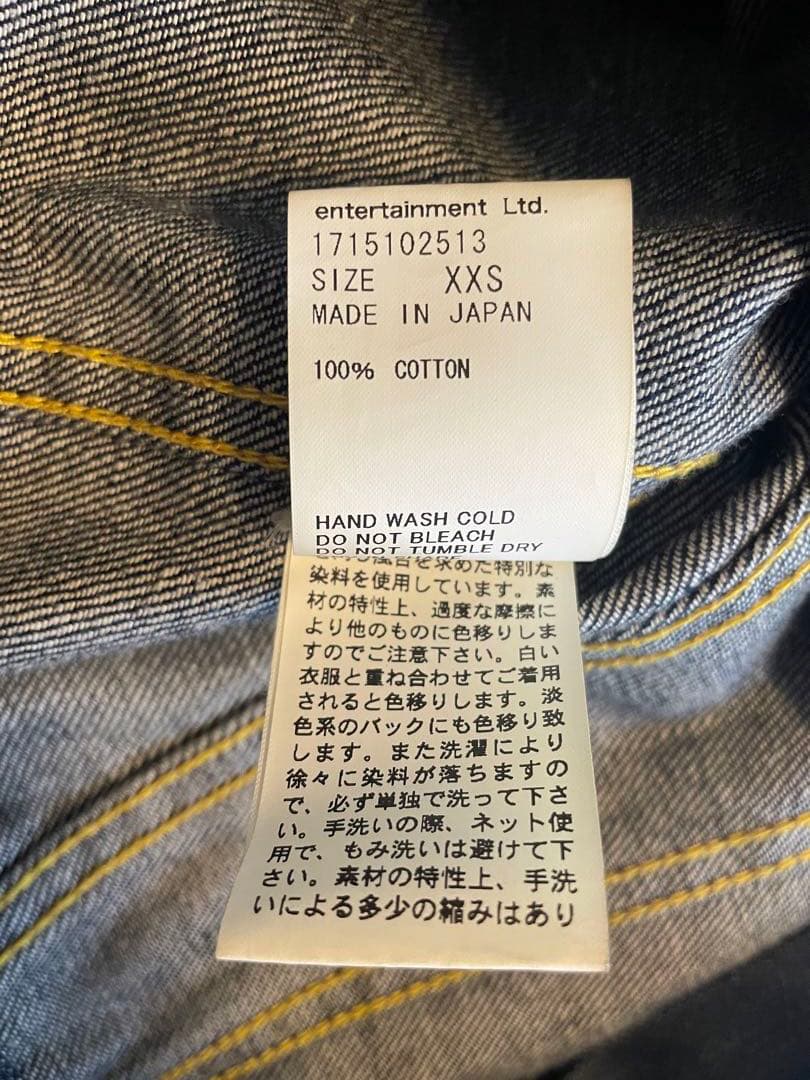 entertainment Ltd.
1715102513
SIZE XXS
MADE IN JAPAN
100% COTTON
HAND WASH COLD
DO NOT BLEACH
DO NOT TUMBLE DRY
風合を求めた特別な
染料を使用しています。素
材の特性上、過度な摩擦に
より他のものに色移りしま
すのでご注意下さい。白い
衣服と重ね合わせてご着用
されると色移りします。淡
色系のバックにも色移り致
します。また洗濯により
徐々に染料が落ちますの
で、必ず単独で洗って下さ
い。手洗いの際、ネット使
用で、もみ洗いは避けて下
さい。素材の特性上、手洗
いによる多少の縮みはあり